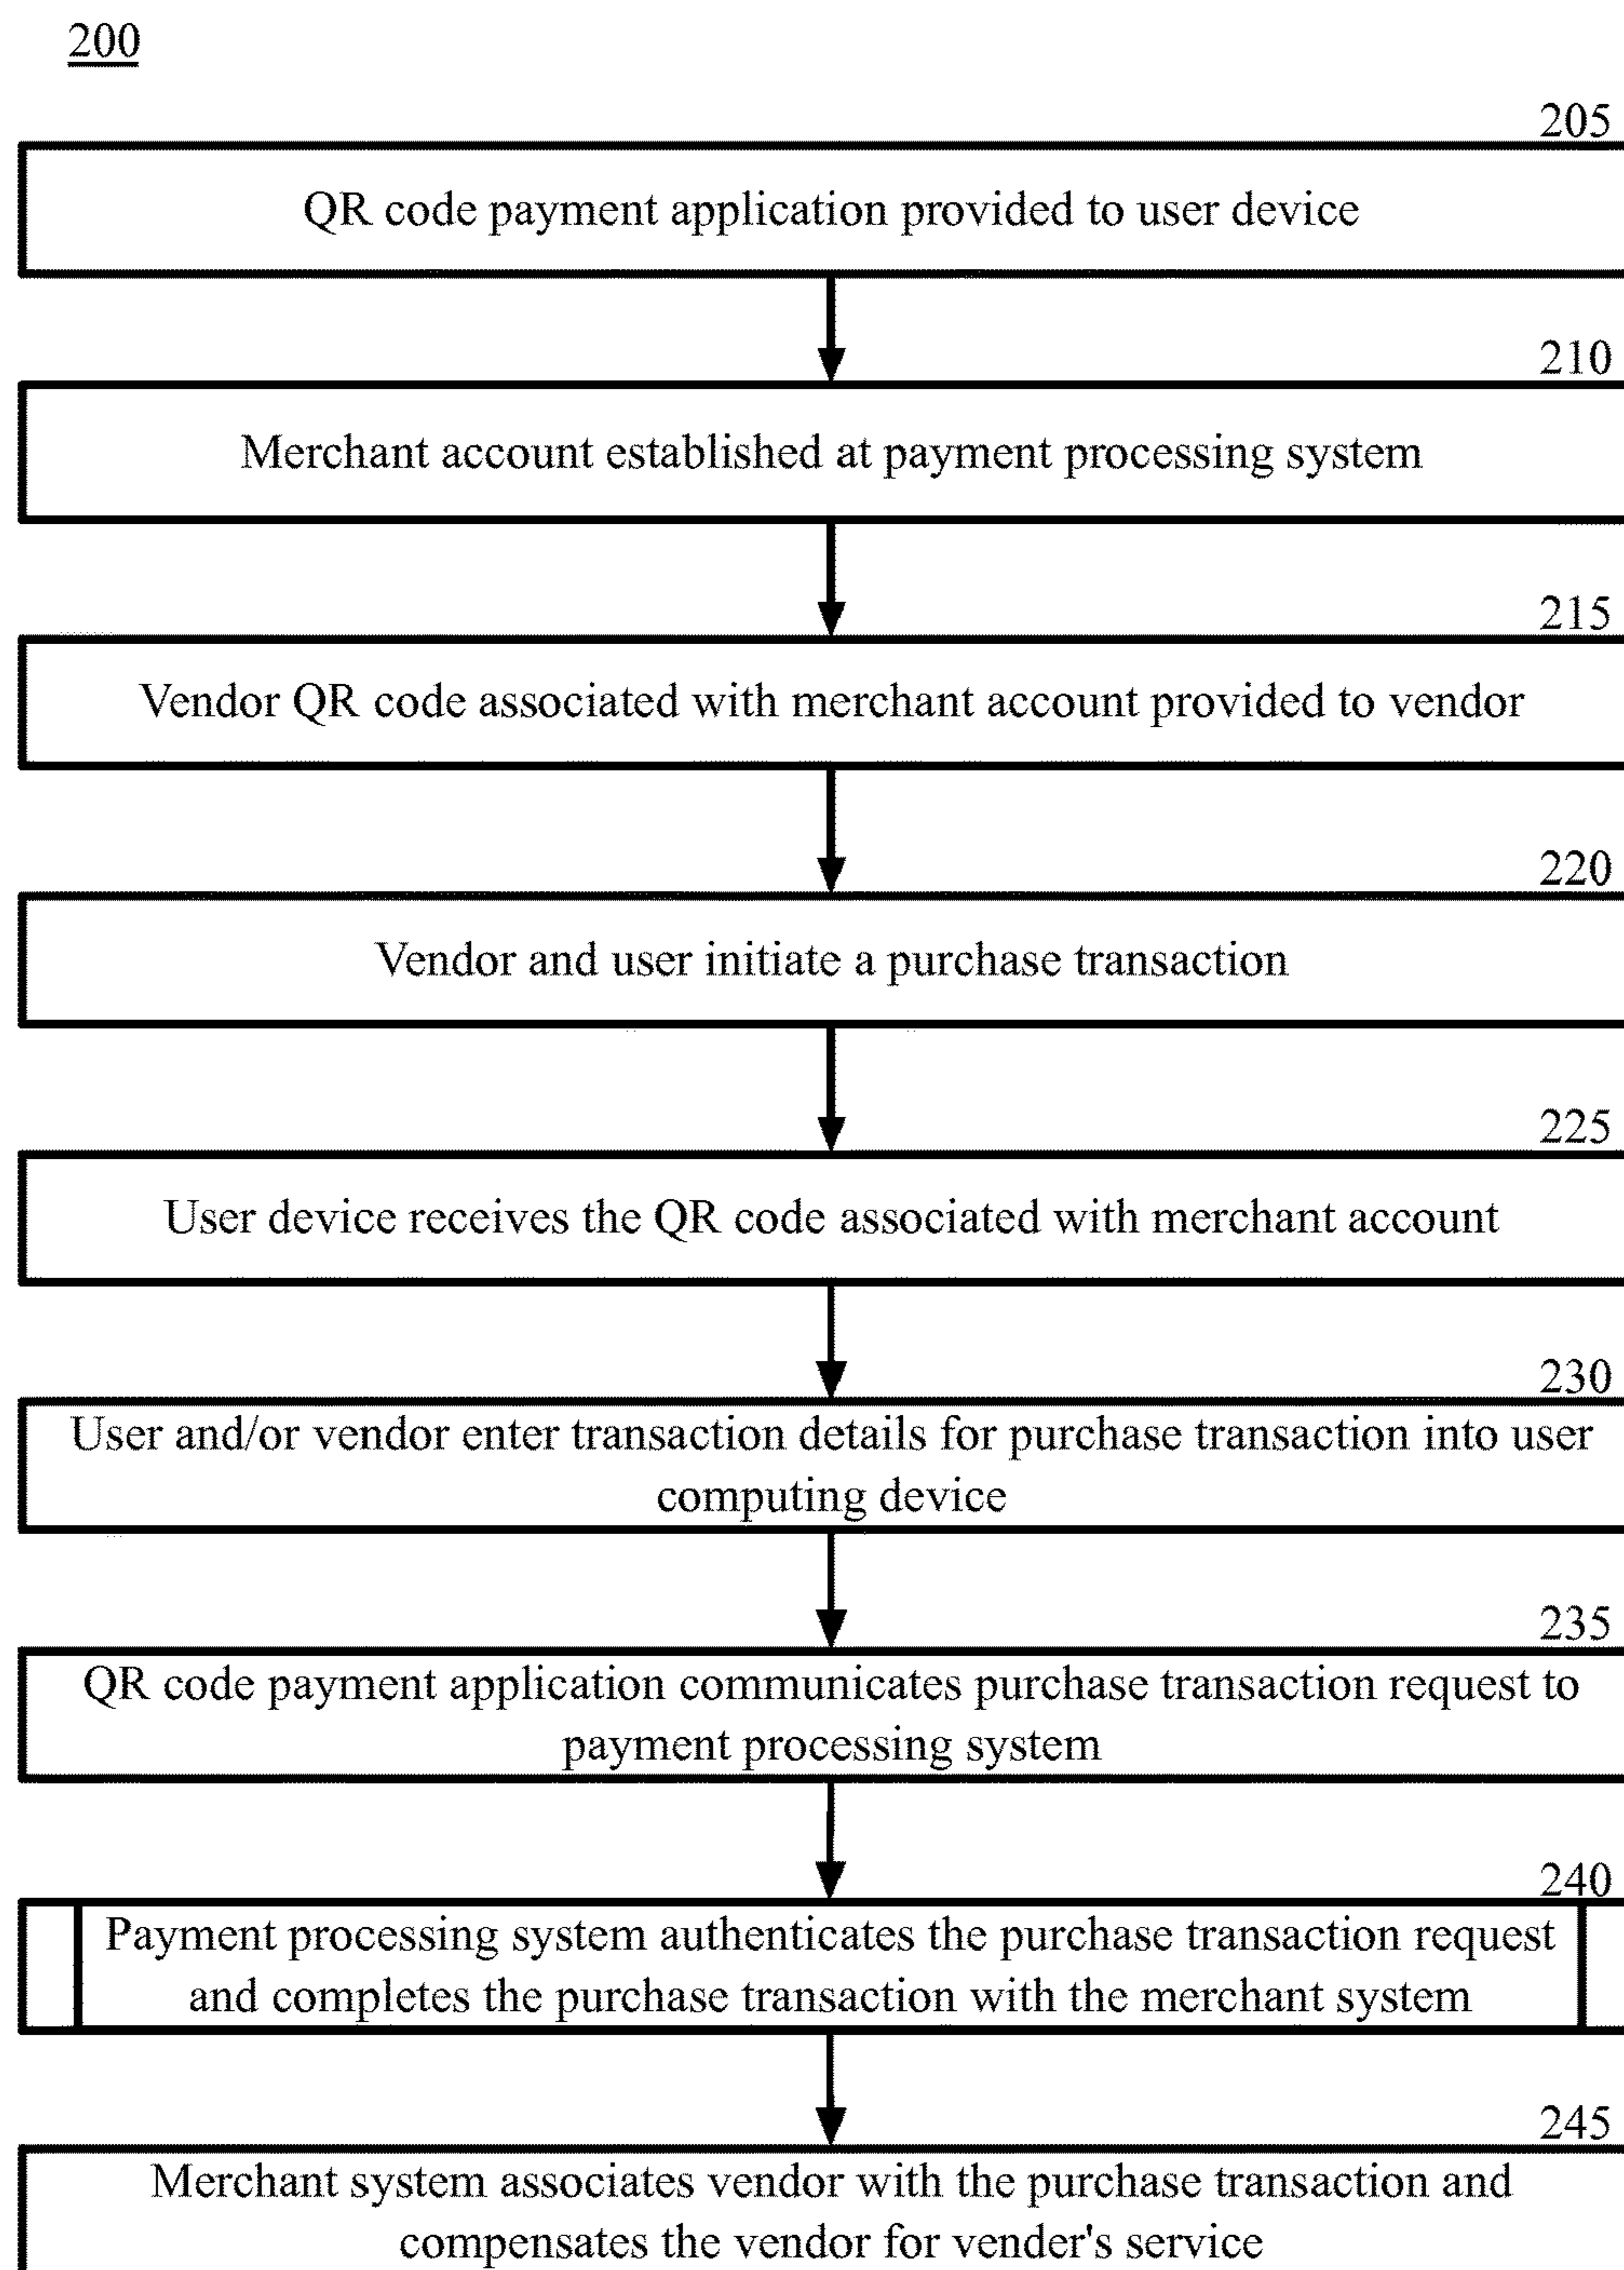 200
205
QR code payment application provided to user device
210
Merchant account established at payment processing system
215
Vendor QR code associated with merchant account provided to vendor
220
Vendor and user initiate a purchase transaction
225
User device receives the QR code associated with merchant account
230
User and/or vendor enter transaction details for purchase transaction into user
computing device
235
QR code payment application communicates purchase transaction request to
payment processing system
240
Payment processing system authenticates the purchase transaction request
and completes the purchase transaction with the merchant system
245
Merchant system associates vendor with the purchase transaction and
compensates the vendor for vender's service